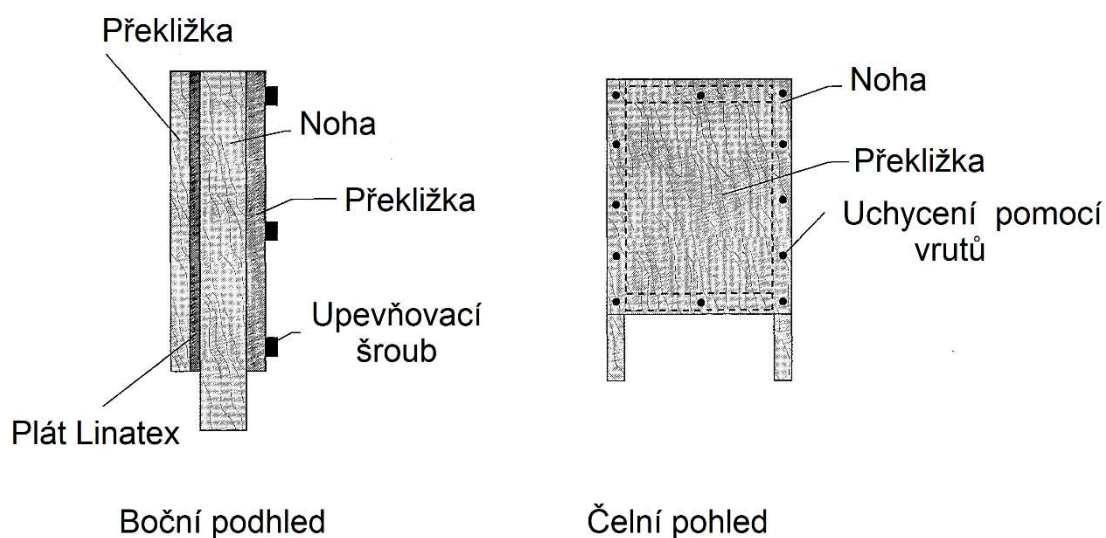 Překližka
Noha
Překližka
Upevňovací
šroub
Plát Linatex
Boční podhled
Noha
Překližka
Uchycení pomocí
vrutů
Čelní pohled